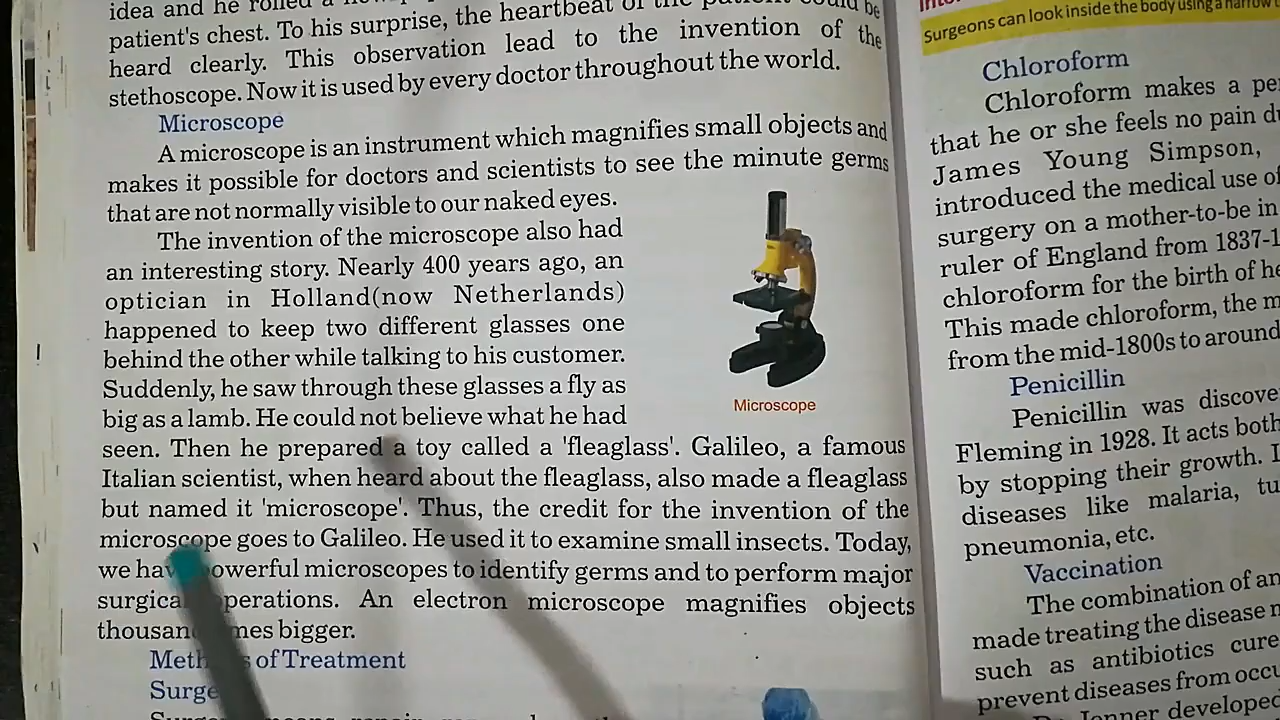 idea and he rolled a
patient's chest. To his surprise, the heartbeat of the patient could be
heard clearly. This observation lead to the invention of the
stethoscope. Now it is used by every doctor throughout the world.
Microscope
A microscope is an instrument which magnifies small objects and
makes it possible for doctors and scientists to see the minute germs
that are not normally visible to our naked eyes.
The invention of the microscope also had
an interesting story. Nearly 400 years ago, an
optician in Holland(now Netherlands)
happened to keep two different glasses one
behind the other while talking to his customer.
Suddenly, he saw through these glasses a fly as
big as a lamb. He could not believe what he had
seen. Then he prepared a toy called a 'fleaglass'. Galileo, a famous
Italian scientist, when heard about the fleaglass, also made a fleaglass
but named it 'microscope'. Thus, the credit for the invention of the
microscope goes to Galileo. He used it to examine small insects. Today,
we have powerful microscopes to identify germs and to perform major
surgical operations. An electron microscope magnifies objects
thousand times bigger.
Methods of Treatment
Microscope
Surgeons can look inside the body using a narrow
Chloroform
Chloroform makes a
that he or she feels no pain
James Young Simpson,
introduced the medical use of
surgery on a mother-to-be in
ruler of England from 1837-1
chloroform for the birth of
This made chloroform, the
from the mid-1800s to around
Penicillin
Penicillin was
Fleming in 1928. It acts both
by stopping their growth.
diseases like malaria,
pneumonia, etc.
Vaccination
The combination of
made treating the disease
such as antibiotics cure
prevent diseases from
Jenner developed